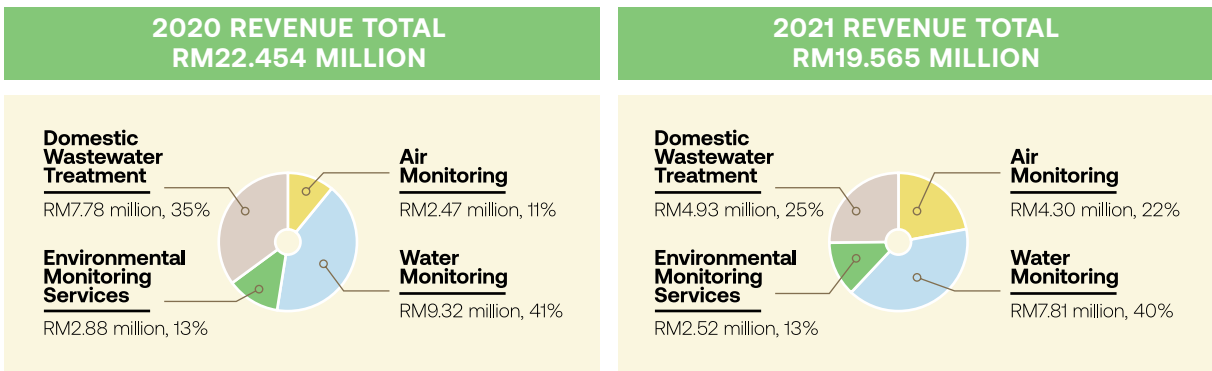 2020 REVENUE TOTAL
RM22.454 MILLION
Domestic
Wastewater
Treatment
RM7.78 million, 35%
Air
Monitoring
RM2.47 million, 11%
Environmental
Monitoring
Services
RM2.88 million, 13%
Water
Monitoring
RM9.32 million, 41%
2021 REVENUE TOTAL
RM19.565 MILLION
Domestic
Wastewater
Treatment
RM4.93 million, 25%
Air
Monitoring
RM4.30 million, 22%
Environmental
Monitoring
Services
RM2.52 million, 13%
Water
Monitoring
RM7.81 million, 40%